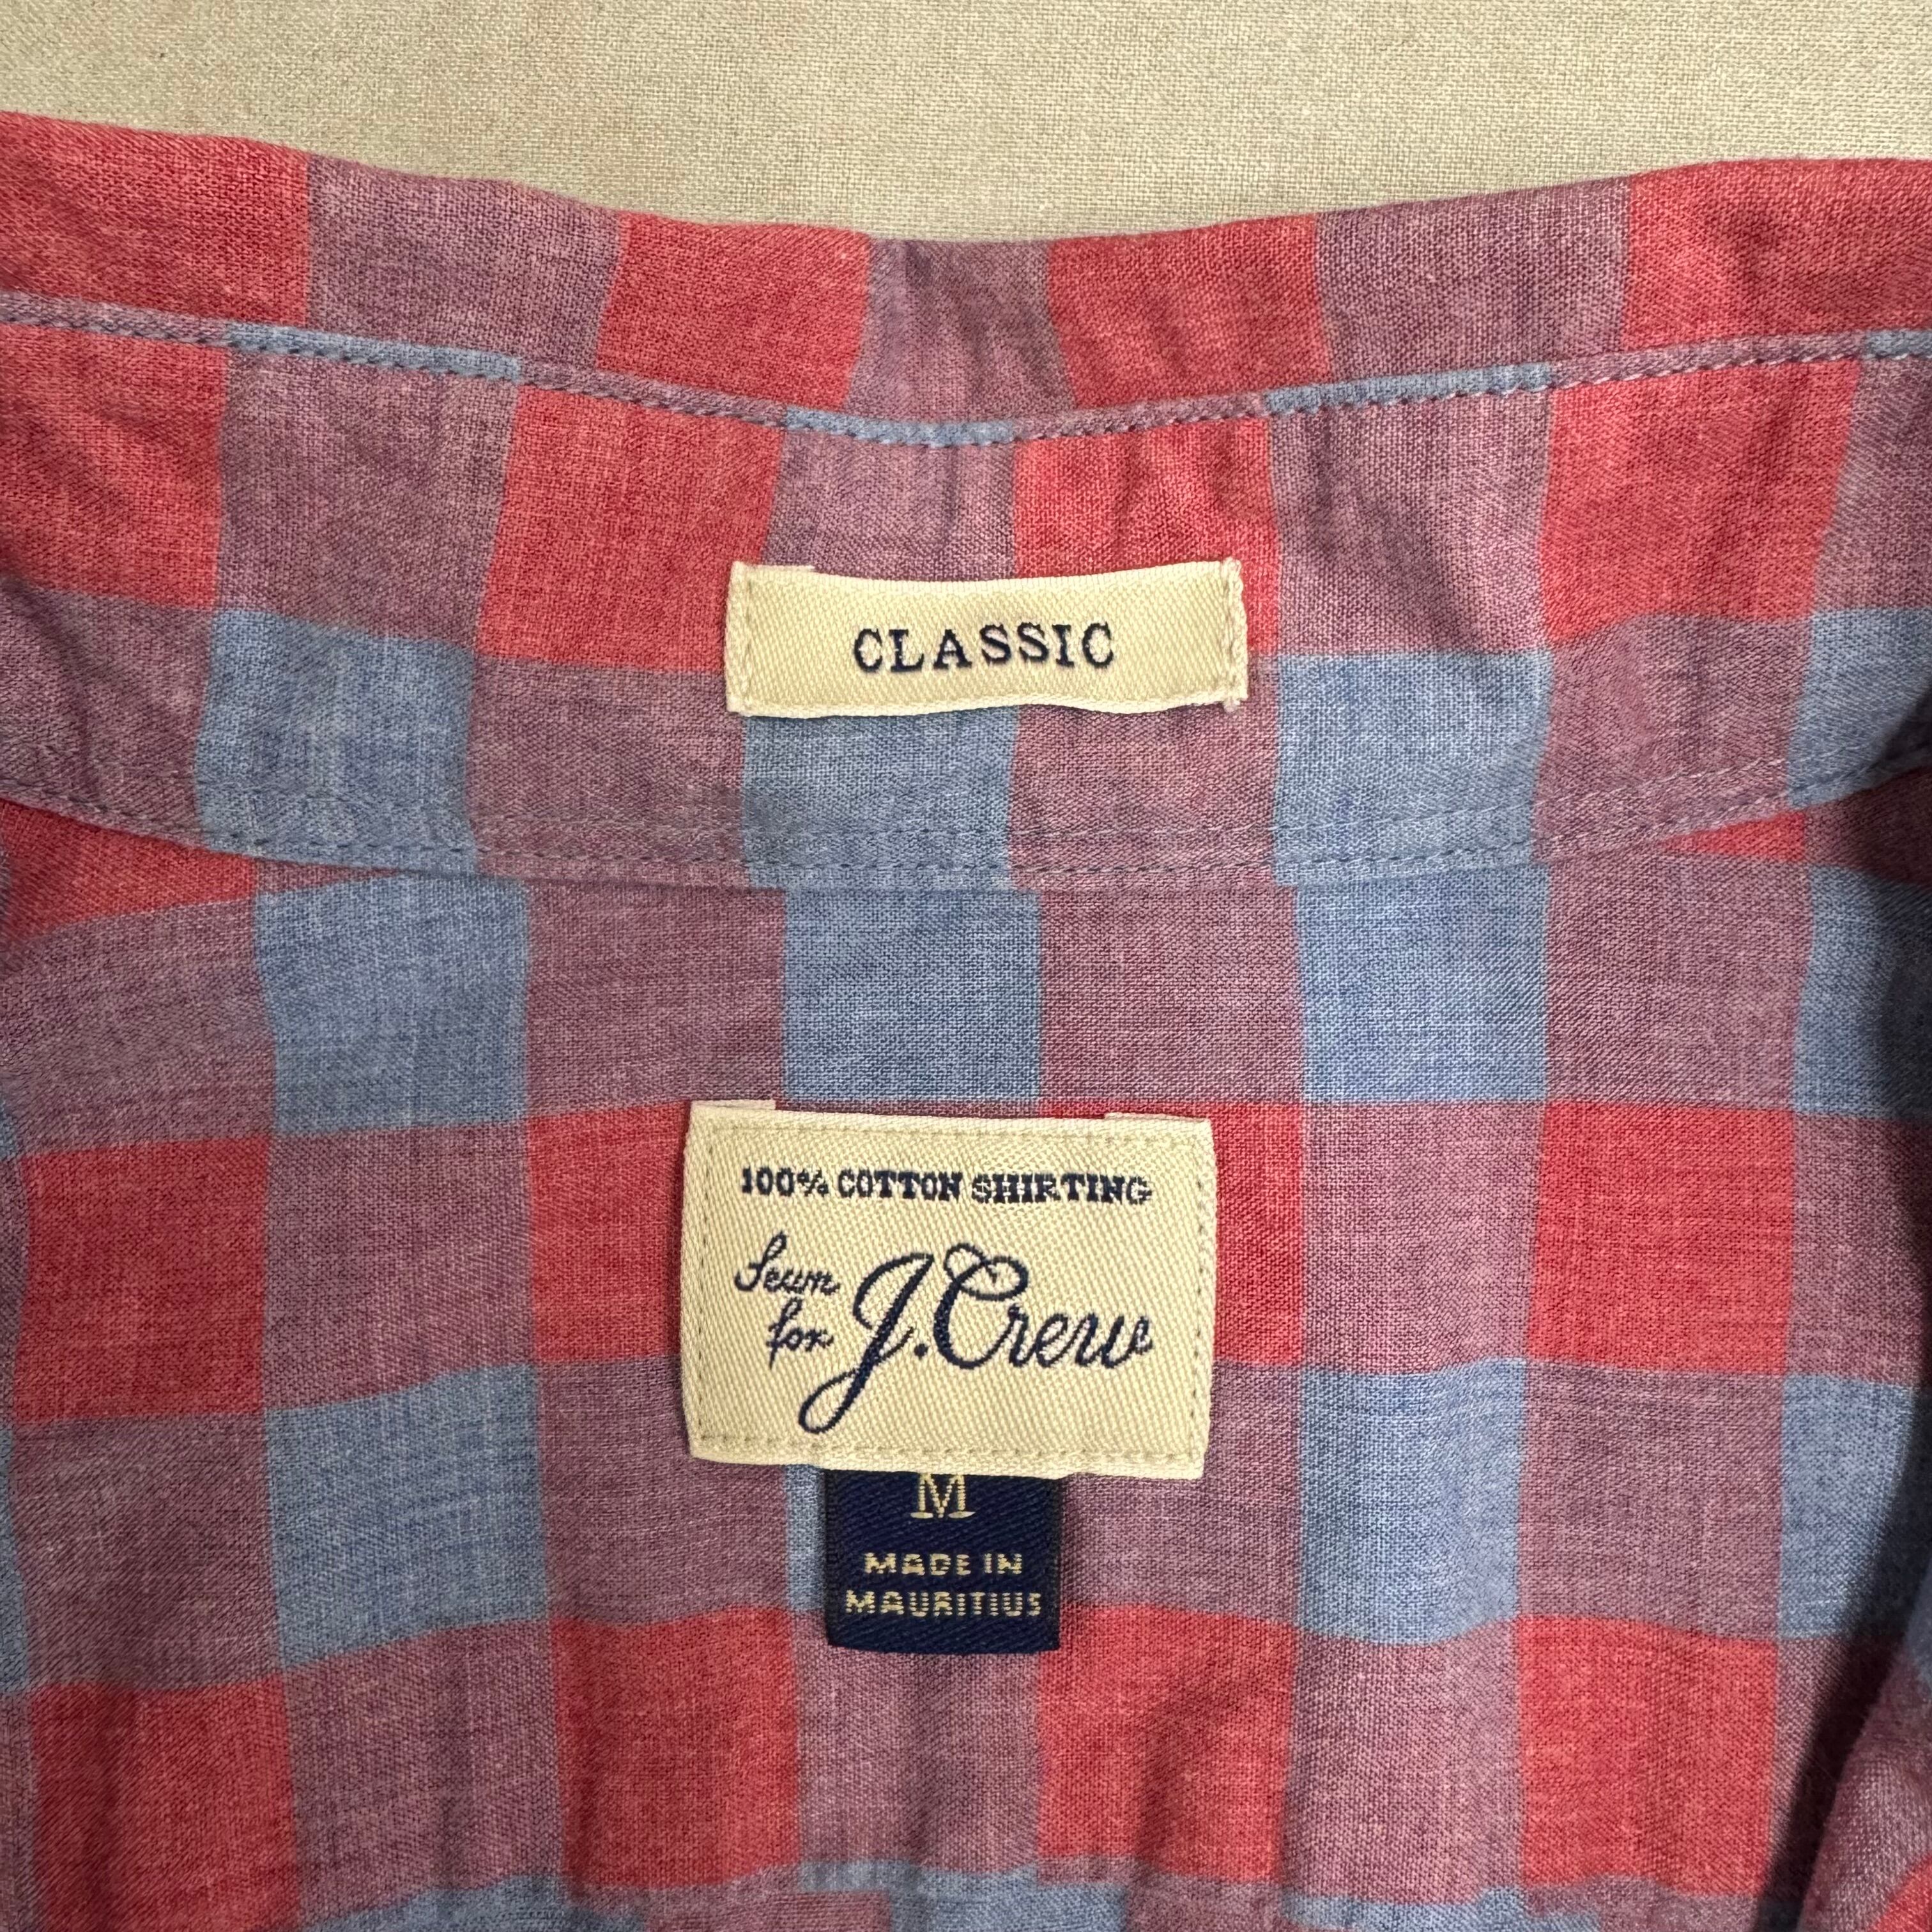 CLASSIC
100% COTTON SHIRTING
Sewn
for J.Crew
M
MADE IN
MAURITIUS